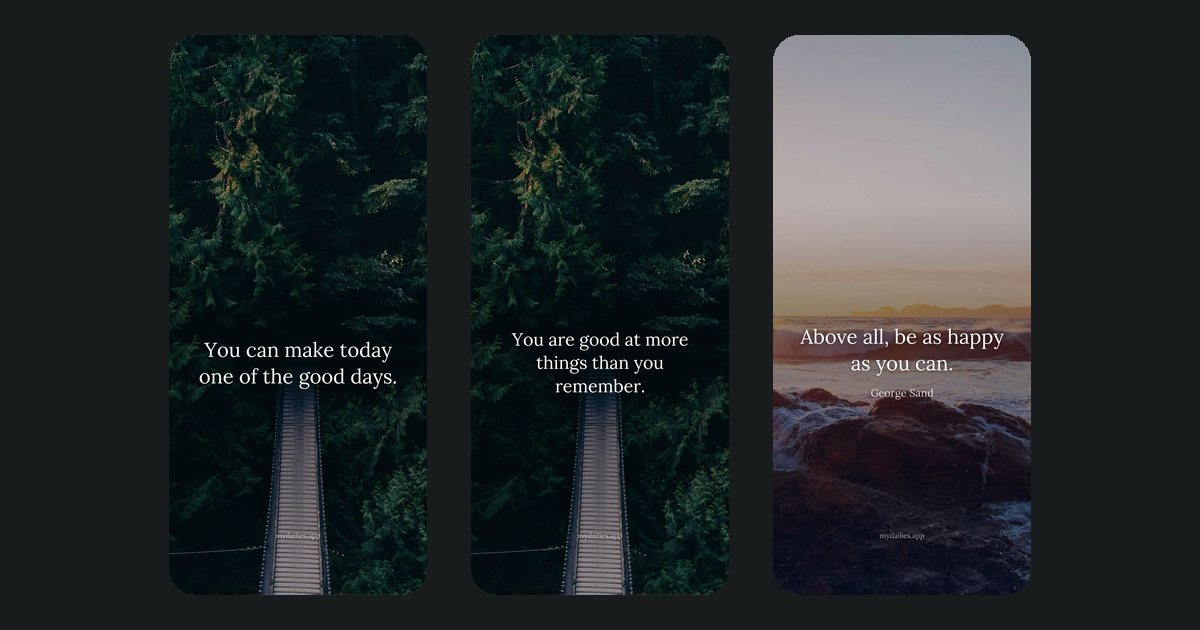 You can make today
one of the good days.
mydailies.app
You are good at more
things than you
remember.
mydailies.app
Above all, be as happy
as you can.
George Sand
mydailies.app